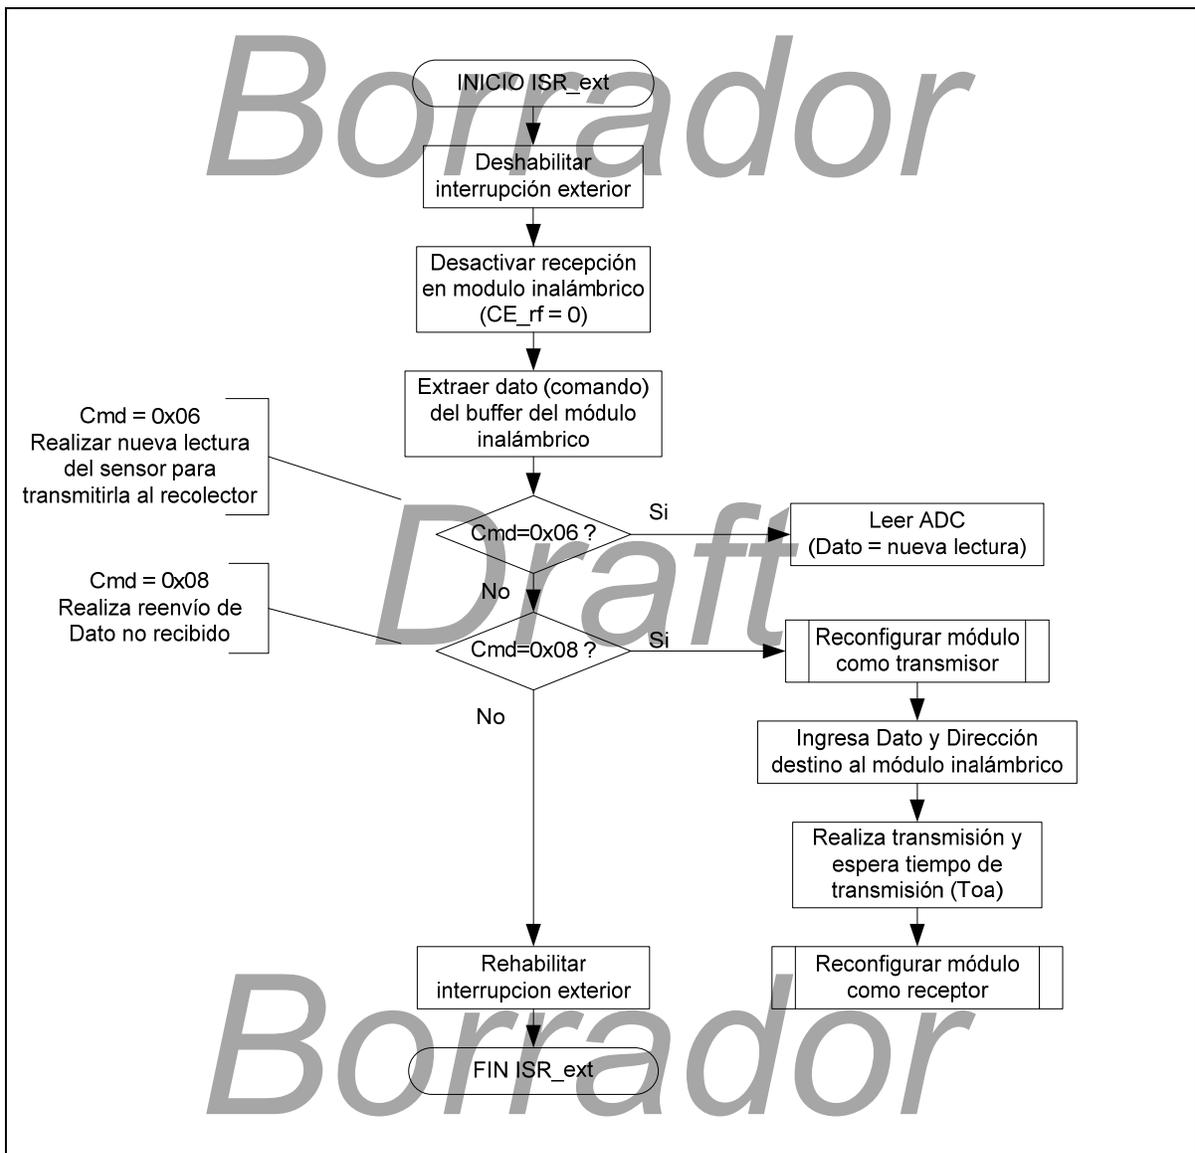 Borrador
INICIO ISR_ext
Deshabilitar
interrupción exterior
Desactivar recepción
en modulo inalámbrico
(CE_rf = 0)
Extraer dato (comando)
del buffer del módulo
inalámbrico
Cmd = 0x06
Realizar nueva lectura
del sensor para
transmitirla al recolector
Draft
Cmd=0x06 ?
Si
Leer ADC
(Dato = nueva lectura)
No
Cmd = 0x08
Realiza reenvío de
Dato no recibido
Cmd=0x08 ?
Si
Reconfigurar módulo
como transmisor
No
Ingresa Dato y Dirección
destino al módulo inalámbrico
Realiza transmisión y
espera tiempo de
transmisión (Toa)
Rehabilitar
interrupcion exterior
Reconfigurar módulo
como receptor
Borrador
FIN ISR_ext